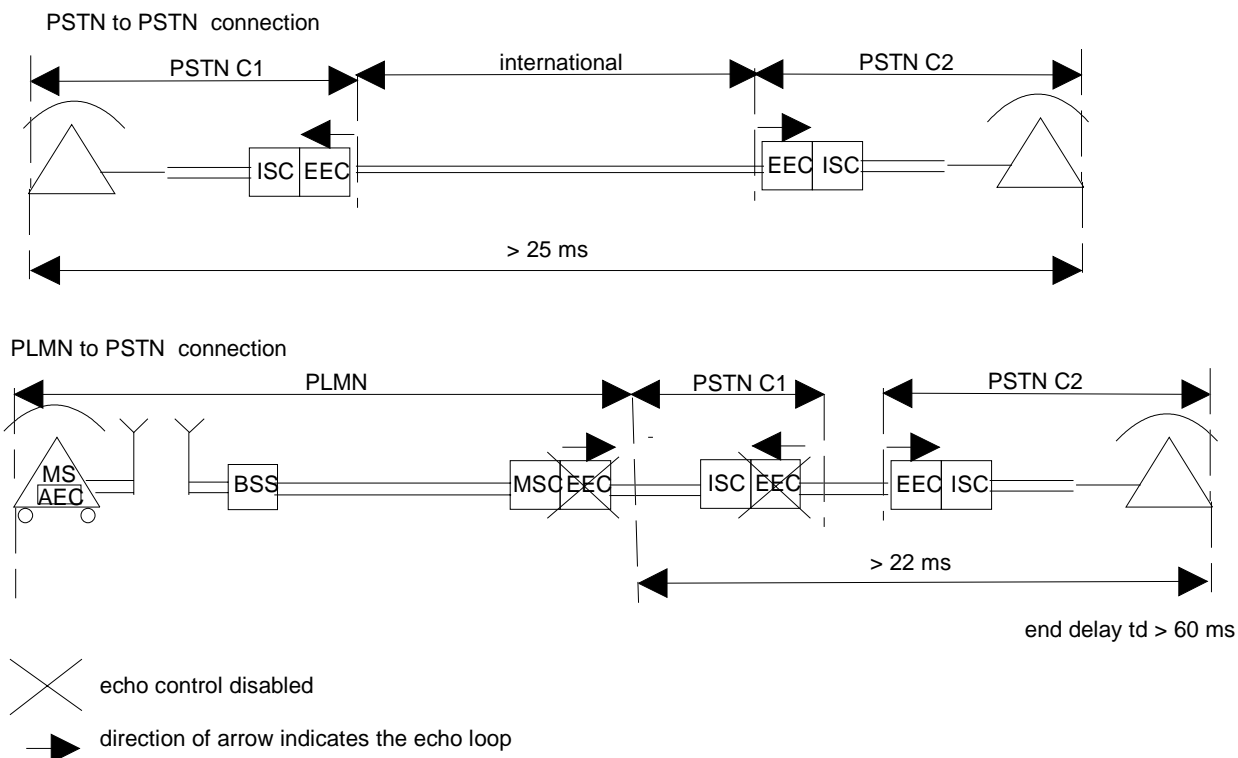 PSTN to PSTN connection
PSTN C1 international PSTN C2
ISC EEC EEC ISC
> 25 ms
PLMN to PSTN connection
PLMN PSTN C1 PSTN C2
MS
AEC BSS MSC EEC ISC EEC EEC ISC
> 22 ms
end delay td > 60 ms
echo control disabled
direction of arrow indicates the echo loop